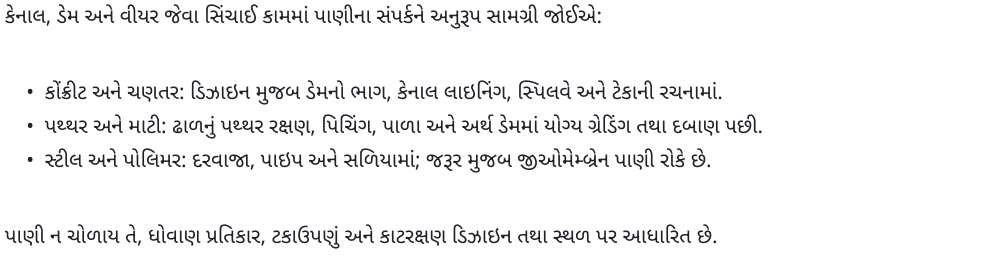 કેનાલ, ડેમ અને વીયર જેવા સિંચાઈ કામમાં પાણીના સંપર્કને અનુરૂપ સામગ્રી જોઈએ:
• કોંક્રીટ અને ચણતર: ડિઝાઇન મુજબ ડેમનો ભાગ, કેનાલ લાઇનિંગ, સ્પિલવે અને ટેકાની રચનામાં.
• પથ્થર અને માટી: ઢાળનું પથ્થર રક્ષણ, પિચિંગ, પાળા અને અર્થ ડેમમાં યોગ્ય ગ્રેડિંગ તથા દબાણ પછી.
• સ્ટીલ અને પોલિમર: દરવાજા, પાઇપ અને સળિયામાં; જરૂર મુજબ જીઓમેમ્બ્રેન પાણી રોકે છે.
પાણી ન ચોળાય તે, ધોવાણ પ્રતિકાર, ટકાઉપણું અને કાટરક્ષણ ડિઝાઇન તથા સ્થળ પર આધારિત છે.